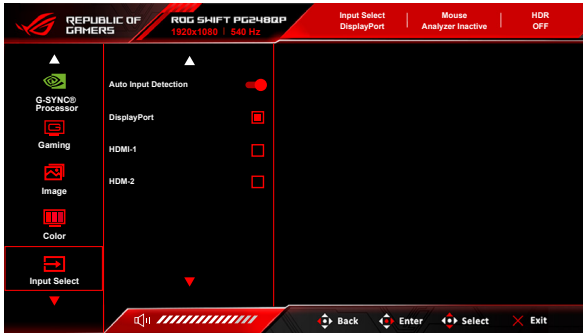 REPUBLIC OF
GAMERS
ROG SWIFT PG248QP
1920x1080 | 540 Hz
Input Select
DisplayPort
Mouse
Analyzer Inactive
HDR
OFF
G-SYNC®
Processor
Gaming
Image
Color
Input Select
Auto Input Detection
DisplayPort
HDMI-1
HDM-2
Back
Enter
Select
Exit